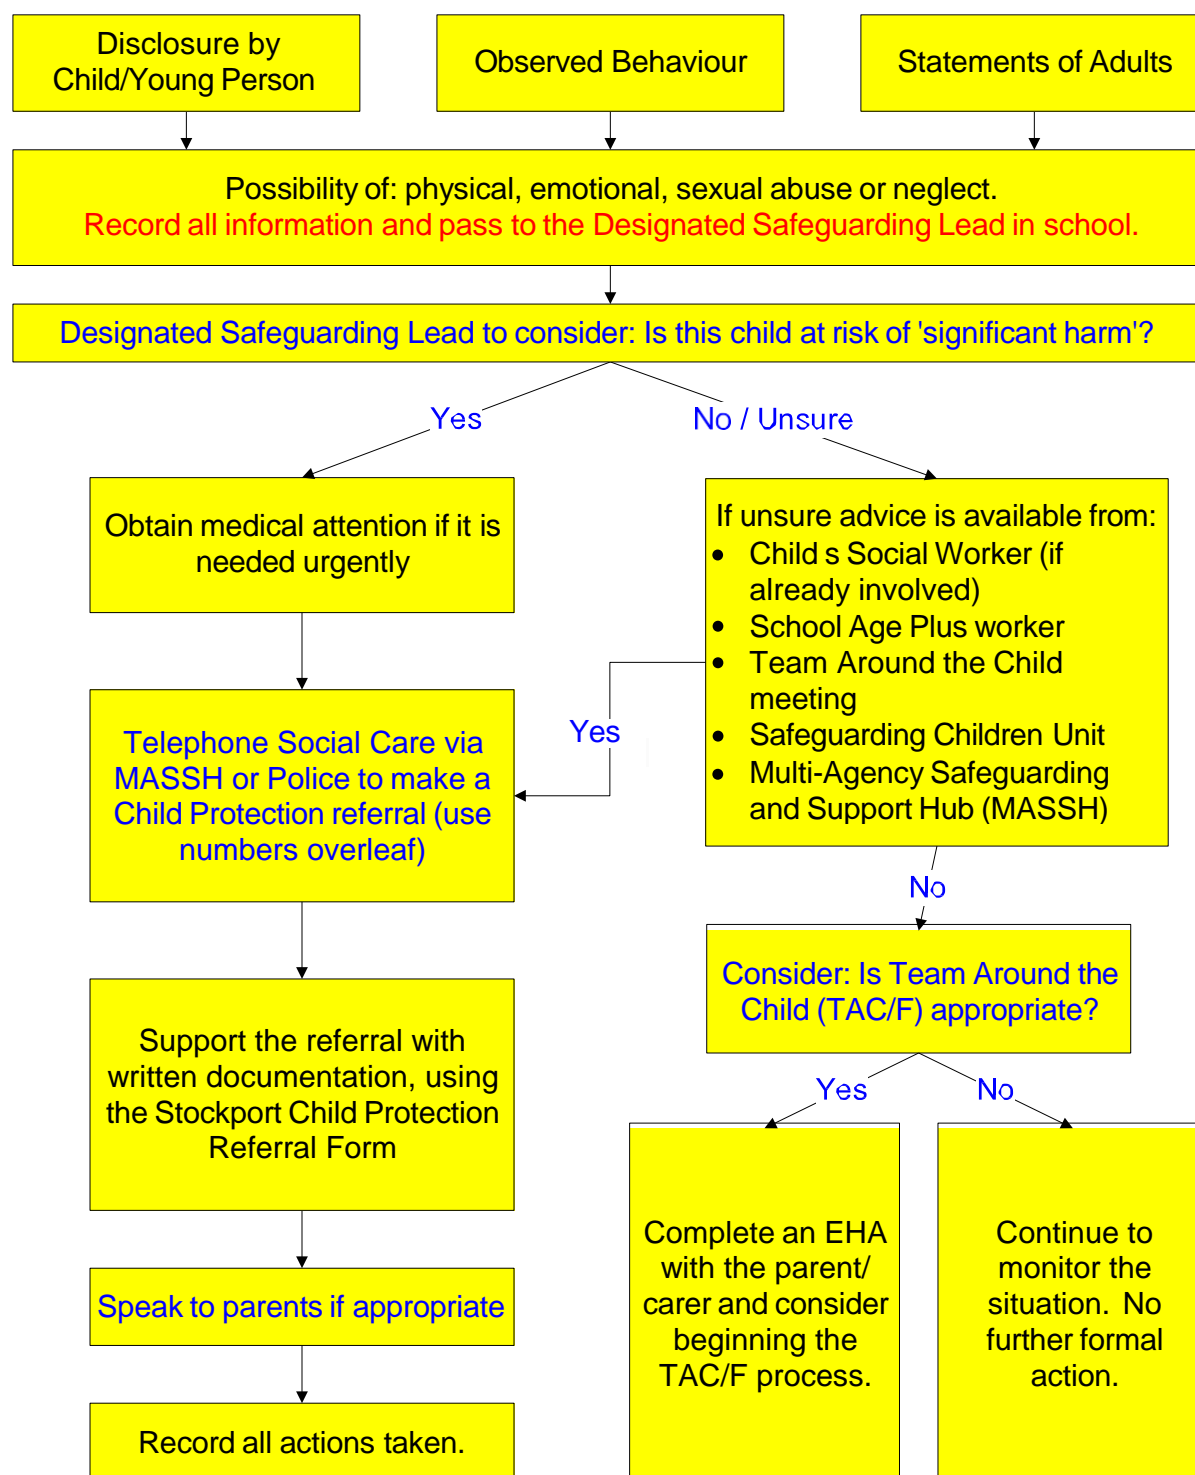 Disclosure by
Child/Young Person
Observed Behaviour
Statements of Adults
Possibility of: physical, emotional, sexual abuse or neglect.
Record all information and pass to the Designated Safeguarding Lead in school.
Designated Safeguarding Lead to consider: Is this child at risk of 'significant harm'?
Yes
No / Unsure
Obtain medical attention if it is
needed urgently
If unsure advice is available from:
• Child s Social Worker (if
already involved)
• School Age Plus worker
• Team Around the Child
meeting
• Safeguarding Children Unit
• Multi-Agency Safeguarding
and Support Hub (MASSH)
Yes
Telephone Social Care via
MASSH or Police to make a
Child Protection referral (use
numbers overleaf)
No
Consider: Is Team Around the
Child (TAC/F) appropriate?
Yes
No
Support the referral with
written documentation, using
the Stockport Child Protection
Referral Form
Complete an EHA
with the parent/
carer and consider
beginning the
TAC/F process.
Continue to
monitor the
situation. No
further formal
action.
Speak to parents if appropriate
Record all actions taken.